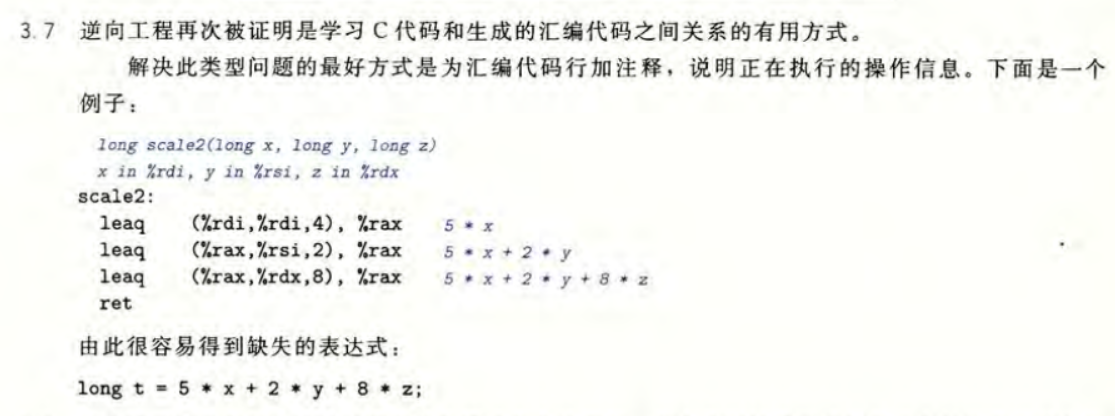 3.7 逆向工程再次被证明是学习 C 代码和生成的汇编代码之间关系的有用方式。
解决此类型问题的最好方式是为汇编代码行加注释，说明正在执行的操作信息。下面是一个
例子：
long scale2(long x, long y, long z)
x in %rdi, y in %rsi, z in %rdx
scale2:
leaq (%rdi,%rdi,4), %rax 5 * x
leaq (%rax,%rsi,2), %rax 5 * x + 2 * y
leaq (%rax,%rdx,8), %rax 5 * x + 2 * y + 8 * z
ret
由此很容易得到缺失的表达式：
long t = 5 * x + 2 * y + 8 * z;